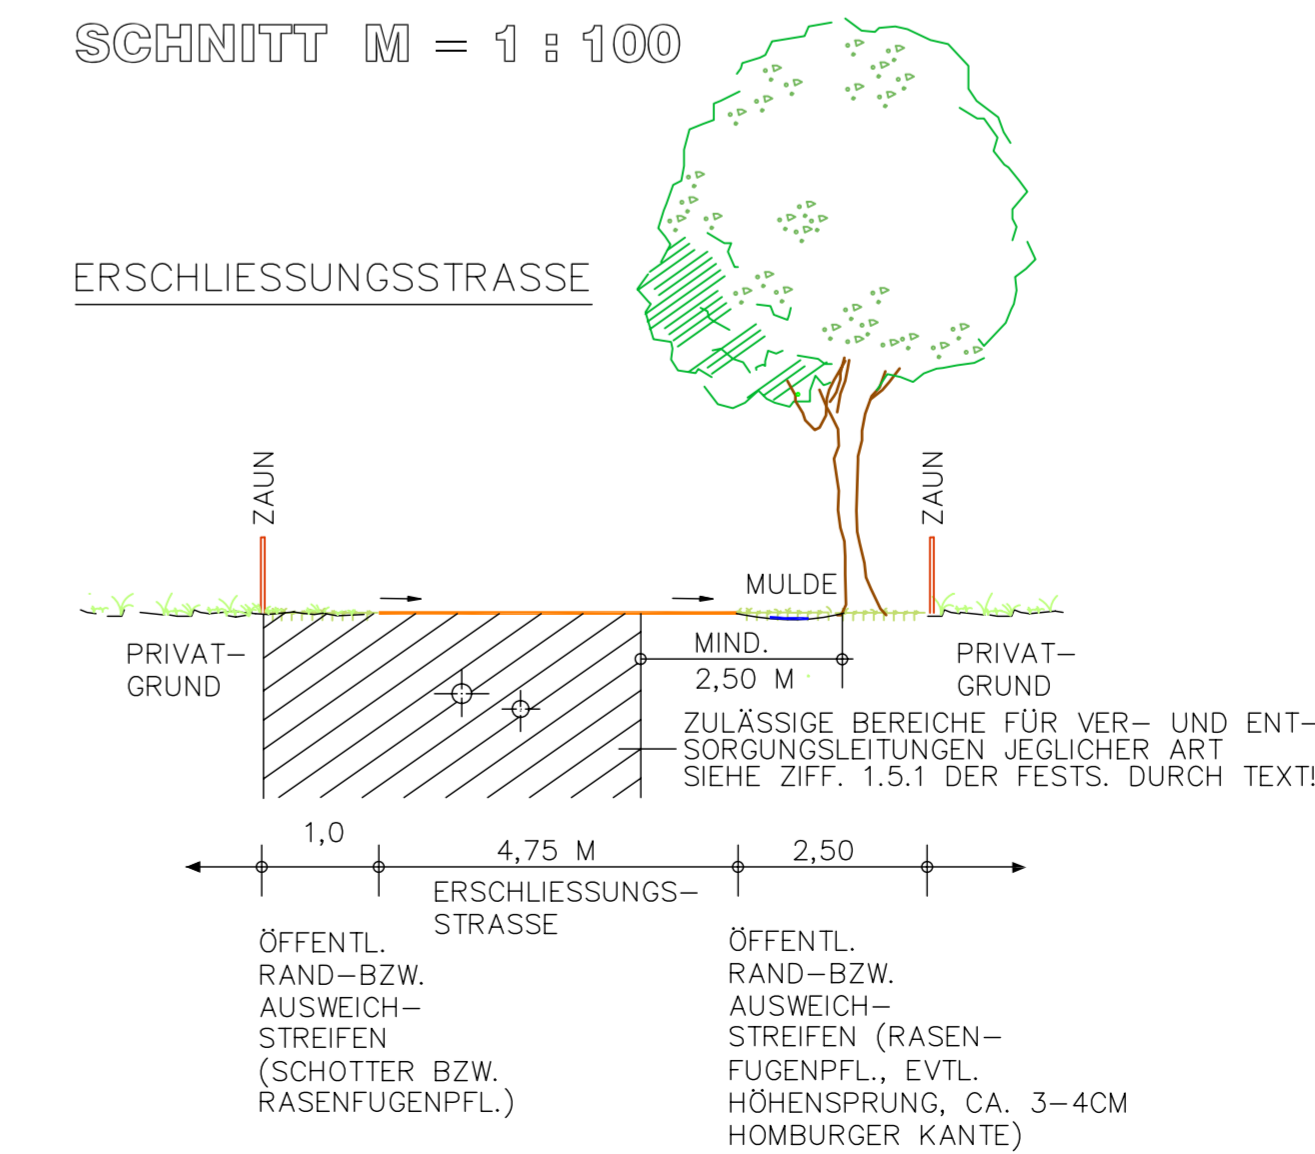 SCHNITT M = 1 : 100
ERSCHLIESSUNGSSTRASSE
ZAUN
ZAUN
MULDE
PRIVAT–
GRUND
MIND.
2,50 M
PRIVAT–
GRUND
ZULÄSSIGE BEREICHE FÜR VER– UND ENT–
SORGUNGSLEITUNGEN JEGLICHER ART
SIEHE ZIFF. 1.5.1 DER FESTS. DURCH TEXT!
1,0
4,75 M
2,50
ERSCHLIESSUNGS–
STRASSE
ÖFFENTL.
RAND–BZW.
AUSWEICH–
STREIFEN
(SCHOTTER BZW.
RASENFUGENPFL.)
ÖFFENTL.
RAND–BZW.
AUSWEICH–
STREIFEN (RASEN–
FUGENPFL., EVTL.
HÖHENSPRUNG, CA. 3–4CM
HOMBURGER KANTE)